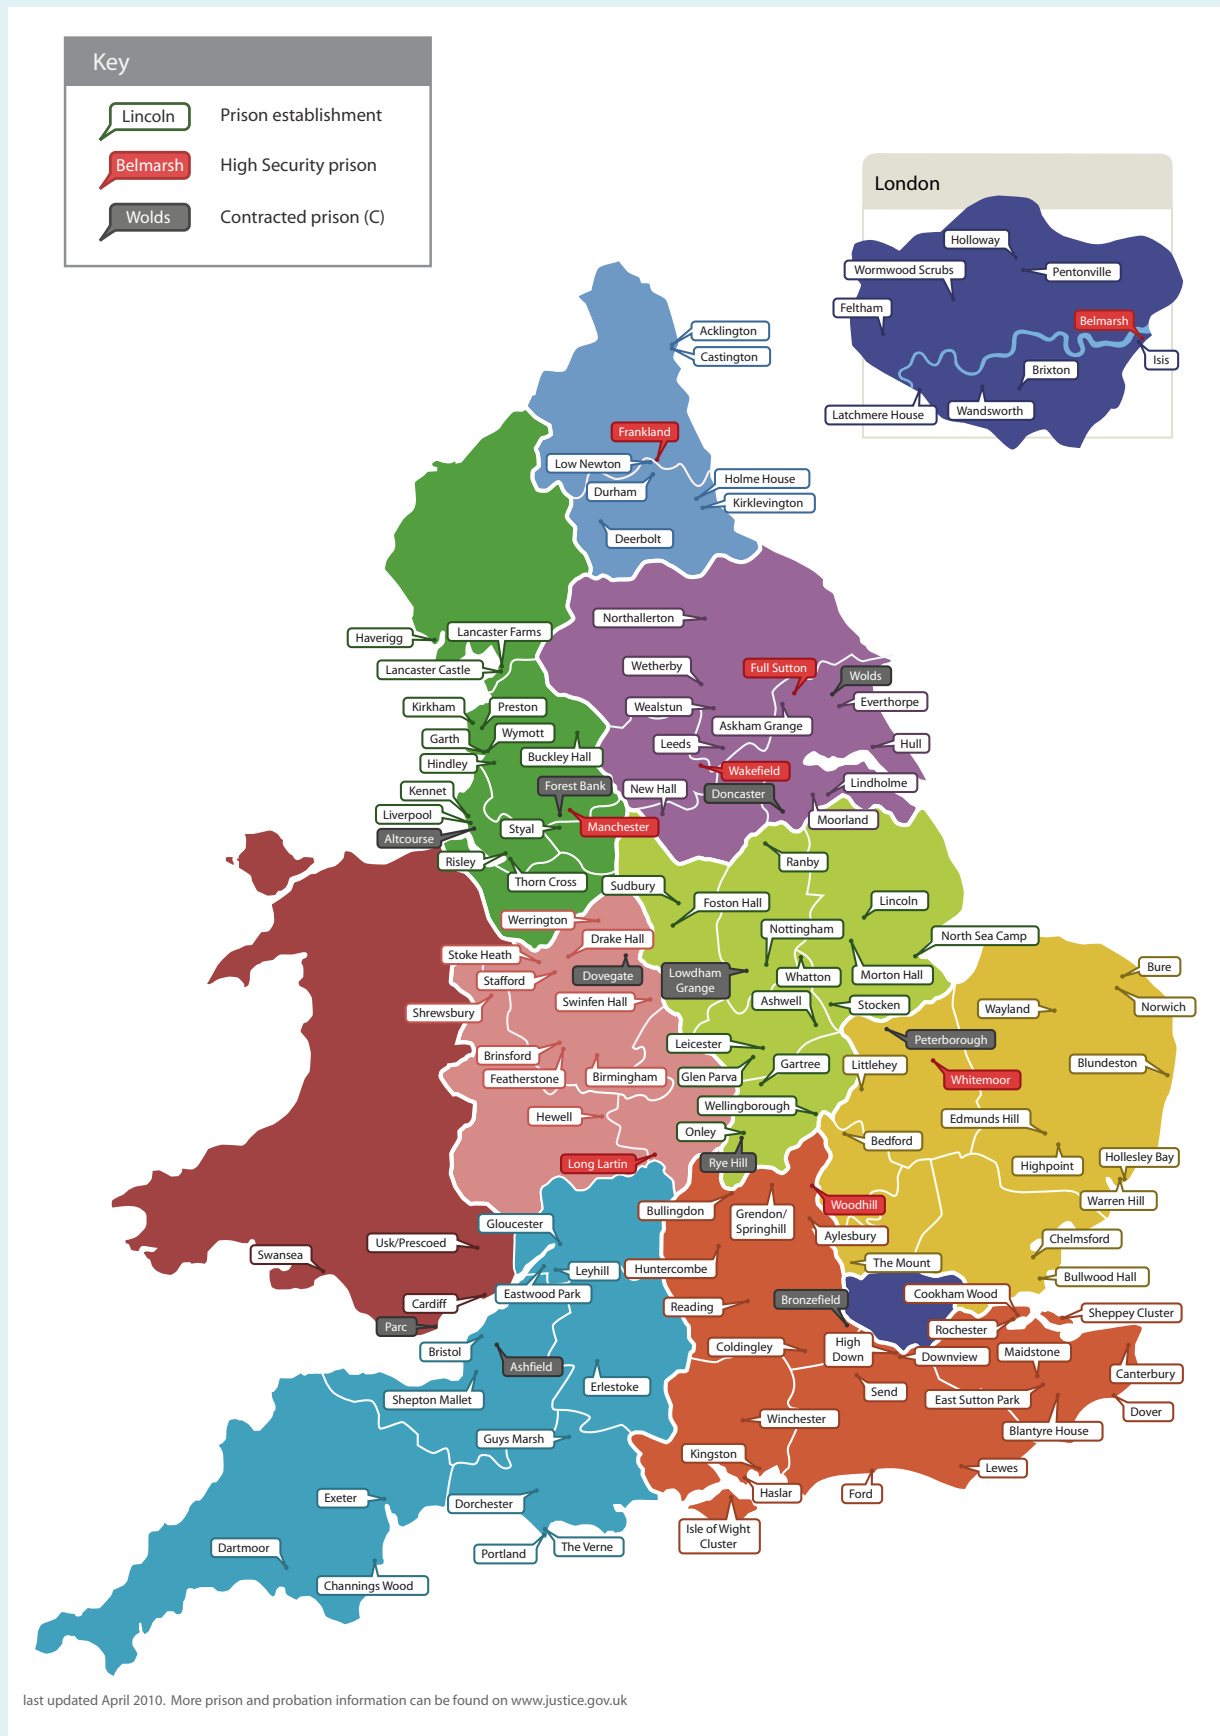 Key
Lincoln
Prison establishment
Belmarsh
High Security prison
Wolds
Contracted prison (C)
London
Holloway
Wormwood Scrubs
Pentonville
Feltham
Belmarsh
Isis
Brixton
Latchmere House
Wandsworth
Acklington
Castington
Frankland
Low Newton
Holme House
Durham
Kirklevington
Deerbolt
Northallerton
Haverigg
Lancaster Farms
Lancaster Castle
Wetherby
Full Sutton
Wolds
Kirkham
Preston
Wealstun
Everthorpe
Askham Grange
Garth
Wymott
Leeds
Hull
Hindley
Buckley Hall
Wakefield
Kennet
Forest Bank
New Hall
Doncaster
Lindholme
Liverpool
Moorland
Styal
Manchester
Altcourse
Risley
Ranby
Thorn Cross
Sudbury
Foston Hall
Lincoln
Werrington
Nottingham
North Sea Camp
Drake Hall
Stoke Heath
Bure
Stafford
Dovegate
Lowdham
Grange
Whatton
Morton Hall
Swinfen Hall
Ashwell
Stocken
Wayland
Norwich
Shrewsbury
Leicester
Peterborough
Brinsford
Gartree
Littlehey
Blundeston
Featherstone
Birmingham
Glen Parva
Whitemoor
Hewell
Wellingborough
Edmunds Hill
Onley
Bedford
Long Lartin
Rye Hill
Highpoint
Hollesley Bay
Warren Hill
Bullingdon
Grendon/
Springhill
Woodhill
Gloucester
Aylesbury
Usk/Prescoed
Chelmsford
Swansea
Leyhill
Huntercombe
The Mount
Bullwood Hall
Eastwood Park
Cardiff
Reading
Bronzefield
Cookham Wood
Sheppey Cluster
Parc
Rochester
Bristol
Coldingley
High
Down
Downview
Maidstone
Ashfield
Canterbury
Shepton Mallet
Erlestoke
Send
East Sutton Park
Dover
Winchester
Blantyre House
Guys Marsh
Kingston
Lewes
Exeter
Dorchester
Haslar
Ford
Isle of Wight
Cluster
Dartmoor
Portland
The Verne
Channings Wood
last updated April 2010. More prison and probation information can be found on www.justice.gov.uk